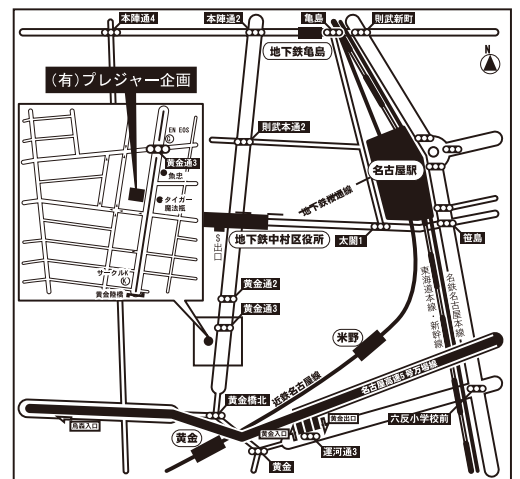 本陣通4
本陣通2
亀島
則武新町
地下鉄亀島
N
(有)プレジャー企画
EN EOS
黄金通3
魚忠
タイガー
魔法瓶
サークルK
K
黄金陸橋
則武本通2
名古屋駅
地下鉄桜通線
S
出口
地下鉄中村区役所
太閤1
笹島
黄金通2
黄金通3
東海道本線・新幹線
名鉄名古屋本線
米野
近鉄名古屋線
名古屋高速5号万場線
黄金橋北
烏森入口
黄金
黄金入口
黄金出口
六反小学校前
運河通3
黄金